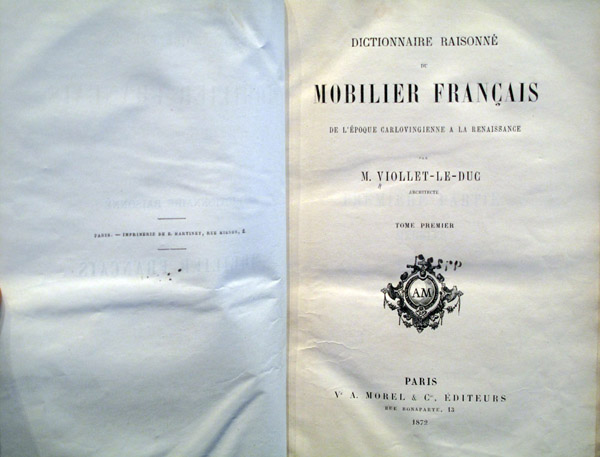 PARIS. — IMPRIMERIE DE E. MARTINET, RUE MIGNON, 2
DICTIONNAIRE RAISONNÉ
DU
MOBILIER FRANÇAIS
DE L'ÉPOQUE CARLOVINGIENNE A LA RENAISSANCE
PAR
M. VIOLLET-LE-DUC
ARCHITECTE
TOME PREMIER
AM
PARIS
Ve A. MOREL & Cie, ÉDITEURS
RUE BONAPARTE, 13
1872